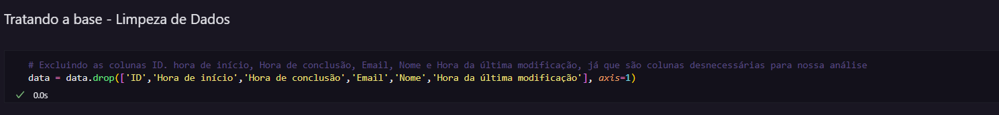 Tratando a base - Limpeza de Dados
# Excluindo as colunas ID. hora de início, Hora de conclusão, Email, Nome e Hora da última modificação, já que são colunas desnecessárias para nossa análise
data = data.drop(['ID','Hora de início','Hora de conclusão','Email','Nome','Hora da última modificação'], axis=1)
0.0s